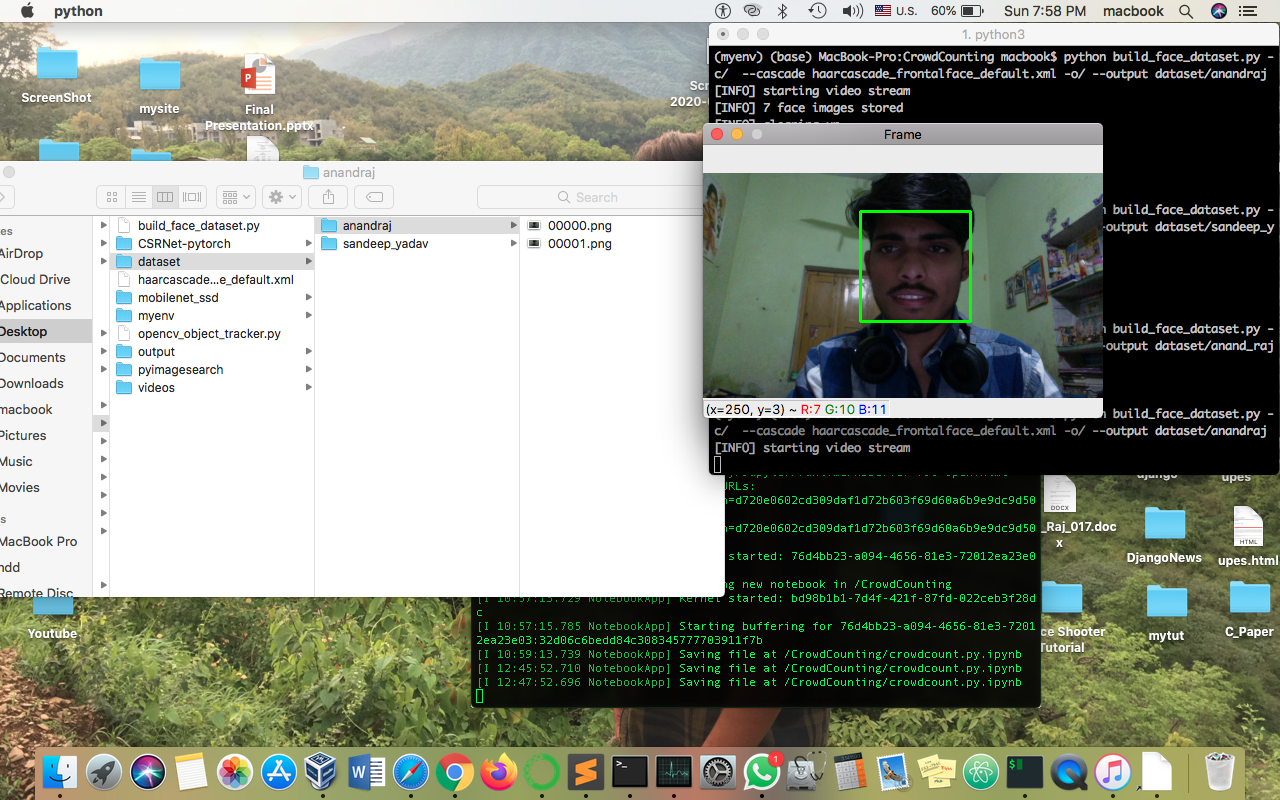 python
U.S.
60%
Sun 7:58 PM
macbook
ScreenShot
mysite
Final
Presentation.pptx
Scr
2020-
1. python3
(myenv) (base) MacBook-Pro:CrowdCounting macbook$ python build_face_dataset.py -
c/  --cascade haarcascade_frontalface_default.xml -o/ --output dataset/anandraj
[INFO] starting video stream
[INFO] 7 face images stored
Frame
build_face_dataset.py -
-output dataset/sandeep_y
build_face_dataset.py -
-output dataset/anand_raj
(x=250, y=3) ~ R:7 G:10 B:11
build_face_dataset.py -
c/  --cascade haarcascade_frontalface_default.xml -o/ --output dataset/anandraj
[INFO] starting video stream
anandraj
Search
es
AirDrop
Cloud Drive
Applications
Desktop
Documents
Downloads
macbook
Pictures
Music
Movies
s
MacBook Pro
hdd
Remote Disc
build_face_dataset.py
CSRNet-pytorch
dataset
haarcascade...e_default.xml
mobilenet_ssd
myenv
opencv_object_tracker.py
output
pyimagesearch
videos
anandraj
sandeep_yadav
00000.png
00001.png
URLs:
n=d720e0602cd309daf1d72b603f69d60a6b9e9dc9d50
n=d720e0602cd309daf1d72b603f69d60a6b9e9dc9d50
started: 76d4bb23-a094-4656-81e3-72012ea23e0
ng new notebook in /CrowdCounting
[I 10:57:13.729 NotebookApp] Kernel started: bd98b1b1-7d4f-421f-87fd-022ceb3f28d
c
[I 10:57:15.785 NotebookApp] Starting buffering for 76d4bb23-a094-4656-81e3-7201
2ea23e03:32d06c6bedd84c308345777703911f7b
[I 10:59:13.739 NotebookApp] Saving file at /CrowdCounting/crowdcount.py.ipynb
[I 12:45:52.710 NotebookApp] Saving file at /CrowdCounting/crowdcount.py.ipynb
[I 12:47:52.696 NotebookApp] Saving file at /CrowdCounting/crowdcount.py.ipynb
django
upes
DOCX
_Raj_017.doc
x
DjangoNews
HTML
upes.html
ce Shooter
Tutorial
mytut
C_Paper
Youtube
1